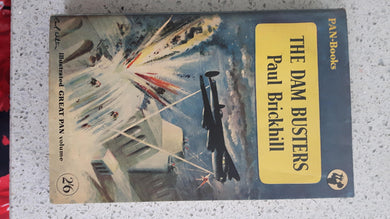 PAN-Books
THE DAM BUSTERS
Paul Brickhill
Illustrated GREAT PAN volume
2/6